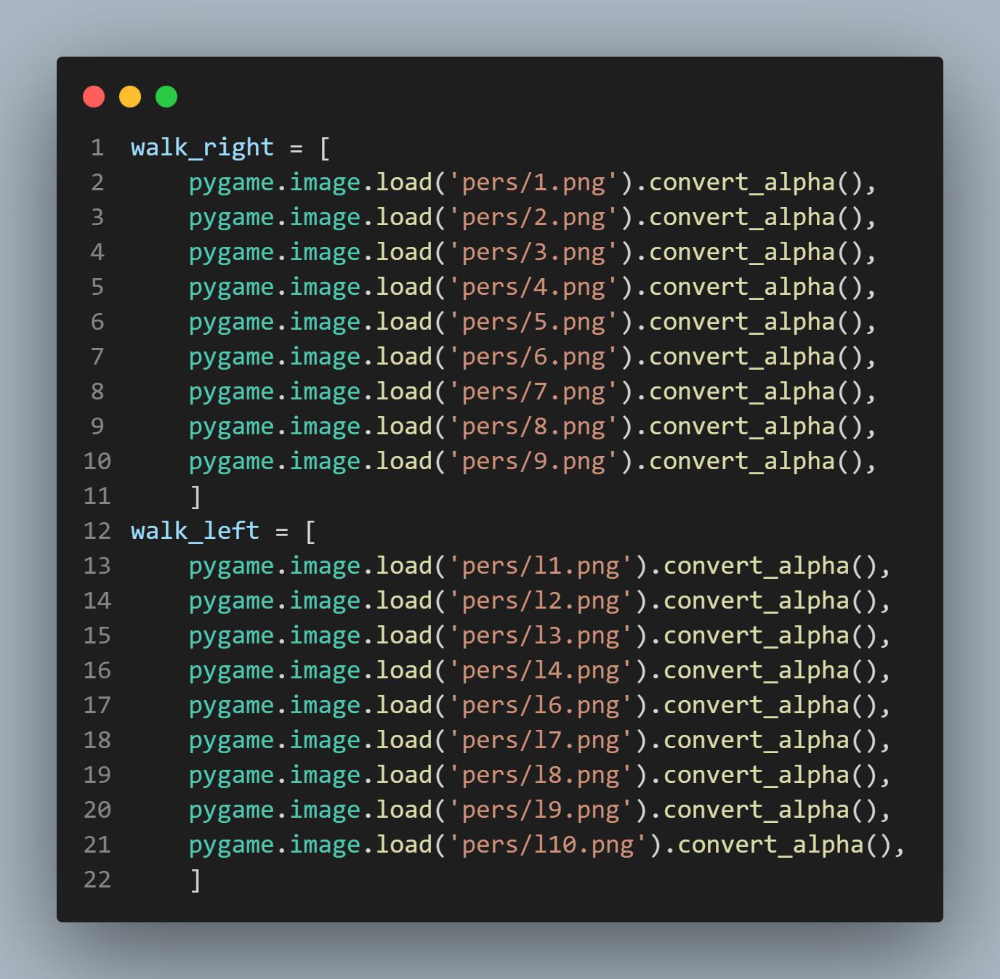 1 walk_right = [
2     pygame.image.load('pers/1.png').convert_alpha(),
3     pygame.image.load('pers/2.png').convert_alpha(),
4     pygame.image.load('pers/3.png').convert_alpha(),
5     pygame.image.load('pers/4.png').convert_alpha(),
6     pygame.image.load('pers/5.png').convert_alpha(),
7     pygame.image.load('pers/6.png').convert_alpha(),
8     pygame.image.load('pers/7.png').convert_alpha(),
9     pygame.image.load('pers/8.png').convert_alpha(),
10     pygame.image.load('pers/9.png').convert_alpha(),
11     ]
12 walk_left = [
13     pygame.image.load('pers/l1.png').convert_alpha(),
14     pygame.image.load('pers/l2.png').convert_alpha(),
15     pygame.image.load('pers/l3.png').convert_alpha(),
16     pygame.image.load('pers/l4.png').convert_alpha(),
17     pygame.image.load('pers/l6.png').convert_alpha(),
18     pygame.image.load('pers/l7.png').convert_alpha(),
19     pygame.image.load('pers/l8.png').convert_alpha(),
20     pygame.image.load('pers/l9.png').convert_alpha(),
21     pygame.image.load('pers/l10.png').convert_alpha(),
22     ]